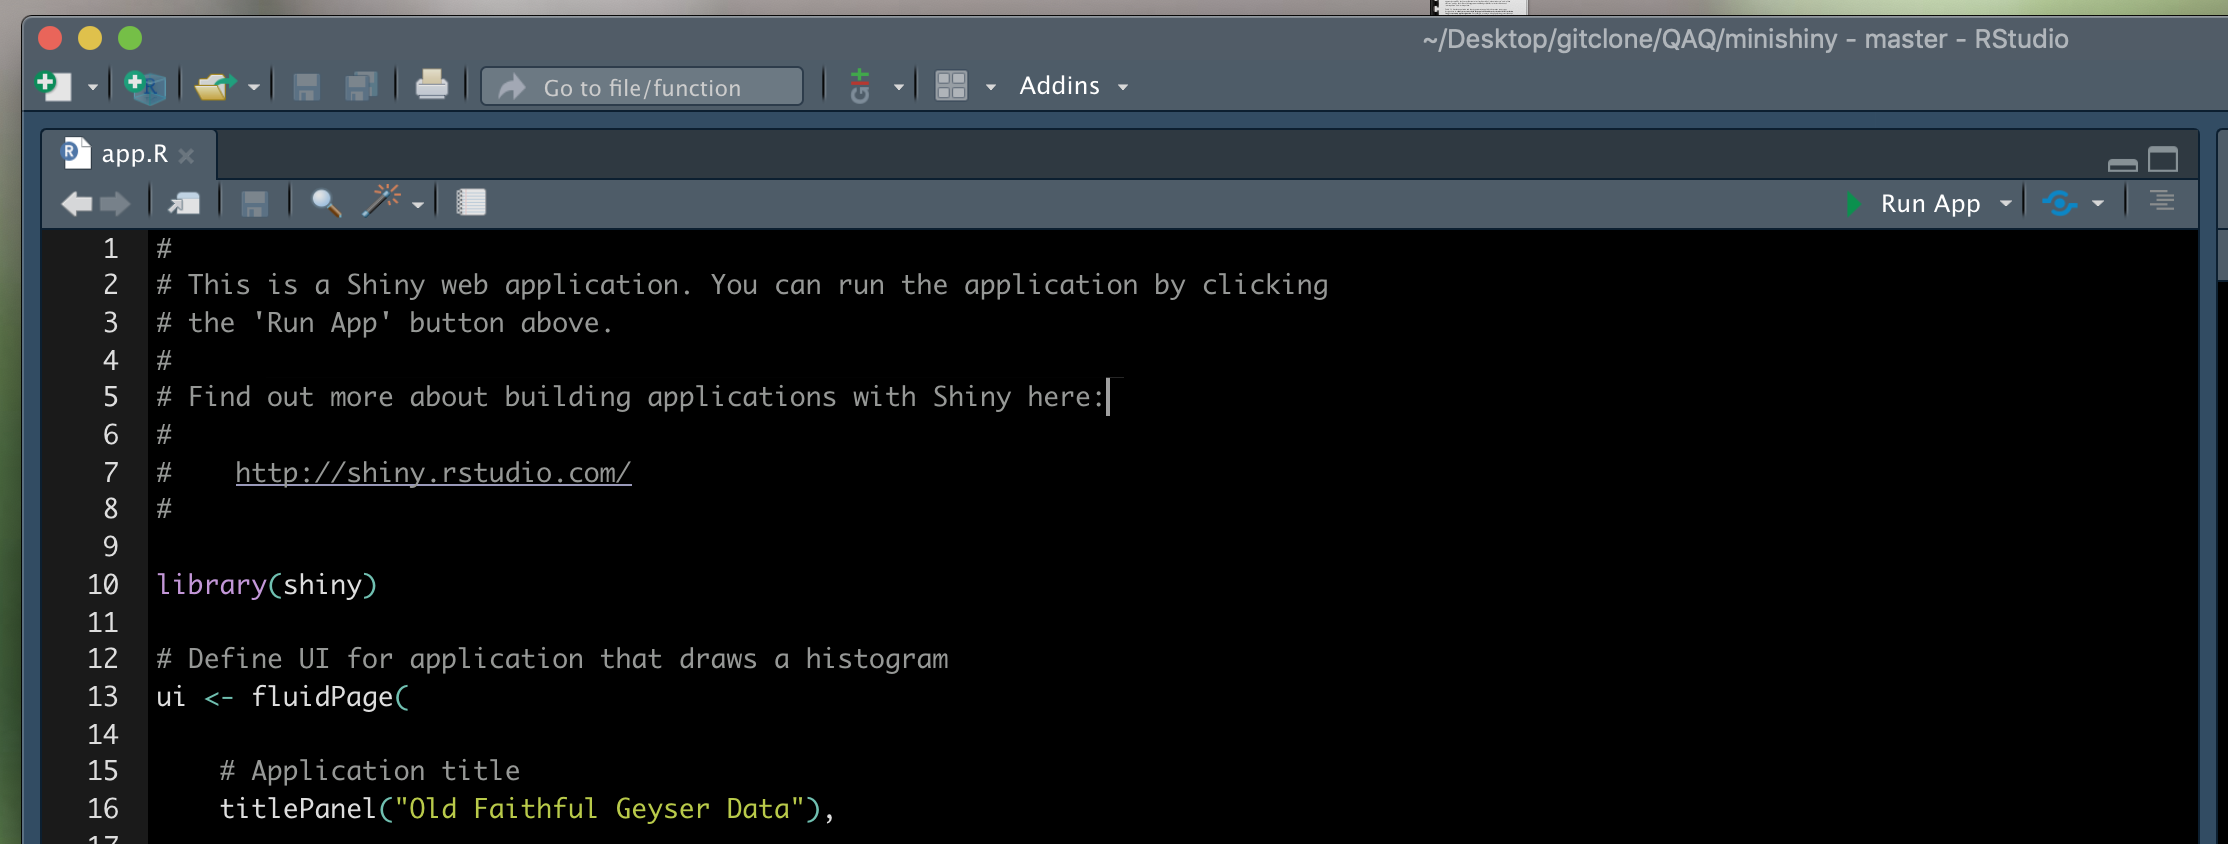 ~/Desktop/gitclone/QAQ/minishiny - master - RStudio
Go to file/function
Git
Addins
app.R
Run App
1 #
2 # This is a Shiny web application. You can run the application by clicking
3 # the 'Run App' button above.
4 #
5 # Find out more about building applications with Shiny here:
6 #
7 #    http://shiny.rstudio.com/
8 #
9
10 library(shiny)
11
12 # Define UI for application that draws a histogram
13 ui <- fluidPage(
14
15     # Application title
16     titlePanel("Old Faithful Geyser Data"),
17